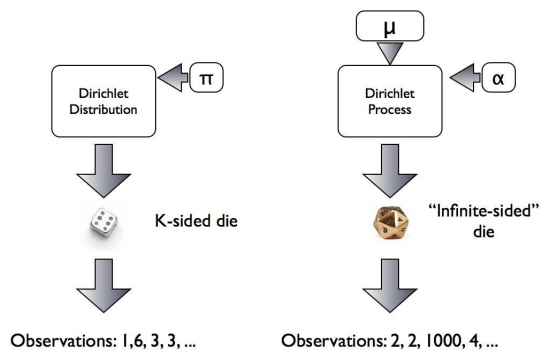 μ
Dirichlet
Distribution
π
Dirichlet
Process
α
K-sided die
“Infinite-sided”
die
Observations: 1,6, 3, 3, ...
Observations: 2, 2, 1000, 4, ...